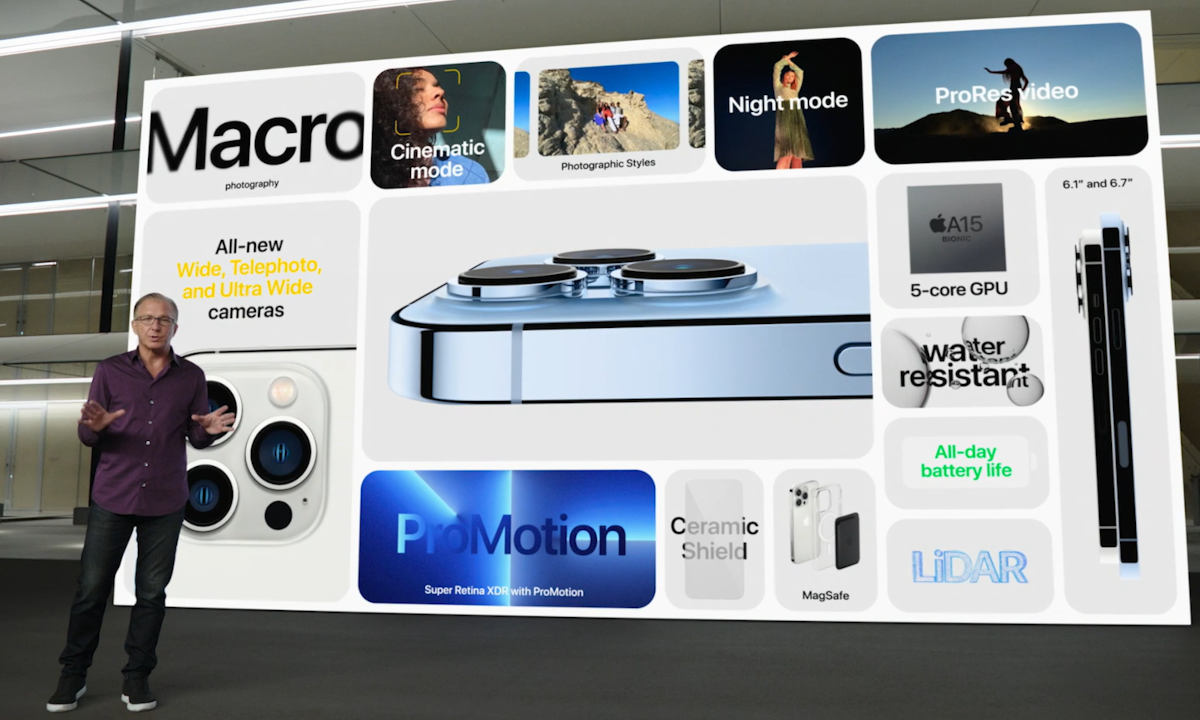 Macro
photography
Cinematic
mode
Photographic Styles
Night mode
ProRes video
All-new
Wide, Telephoto,
and Ultra Wide
cameras
A15
BIONIC
5-core GPU
6.1” and 6.7”
water
resistant
All-day
battery life
ProMotion
Super Retina XDR with ProMotion
Ceramic
Shield
MagSafe
LiDAR